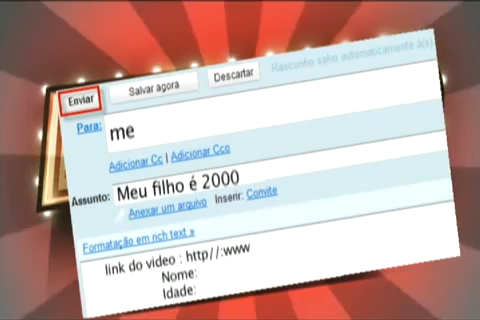 Enviar Salvar agora Descartar Rascunho salvo automaticamente à(s)
Para: me
Adicionar Cc | Adicionar Cco
Assunto: Meu filho é 2000
Anexar um arquivo Inserir: Convite
Formatação em rich text »
link do video : http//:www
Nome:
Idade: